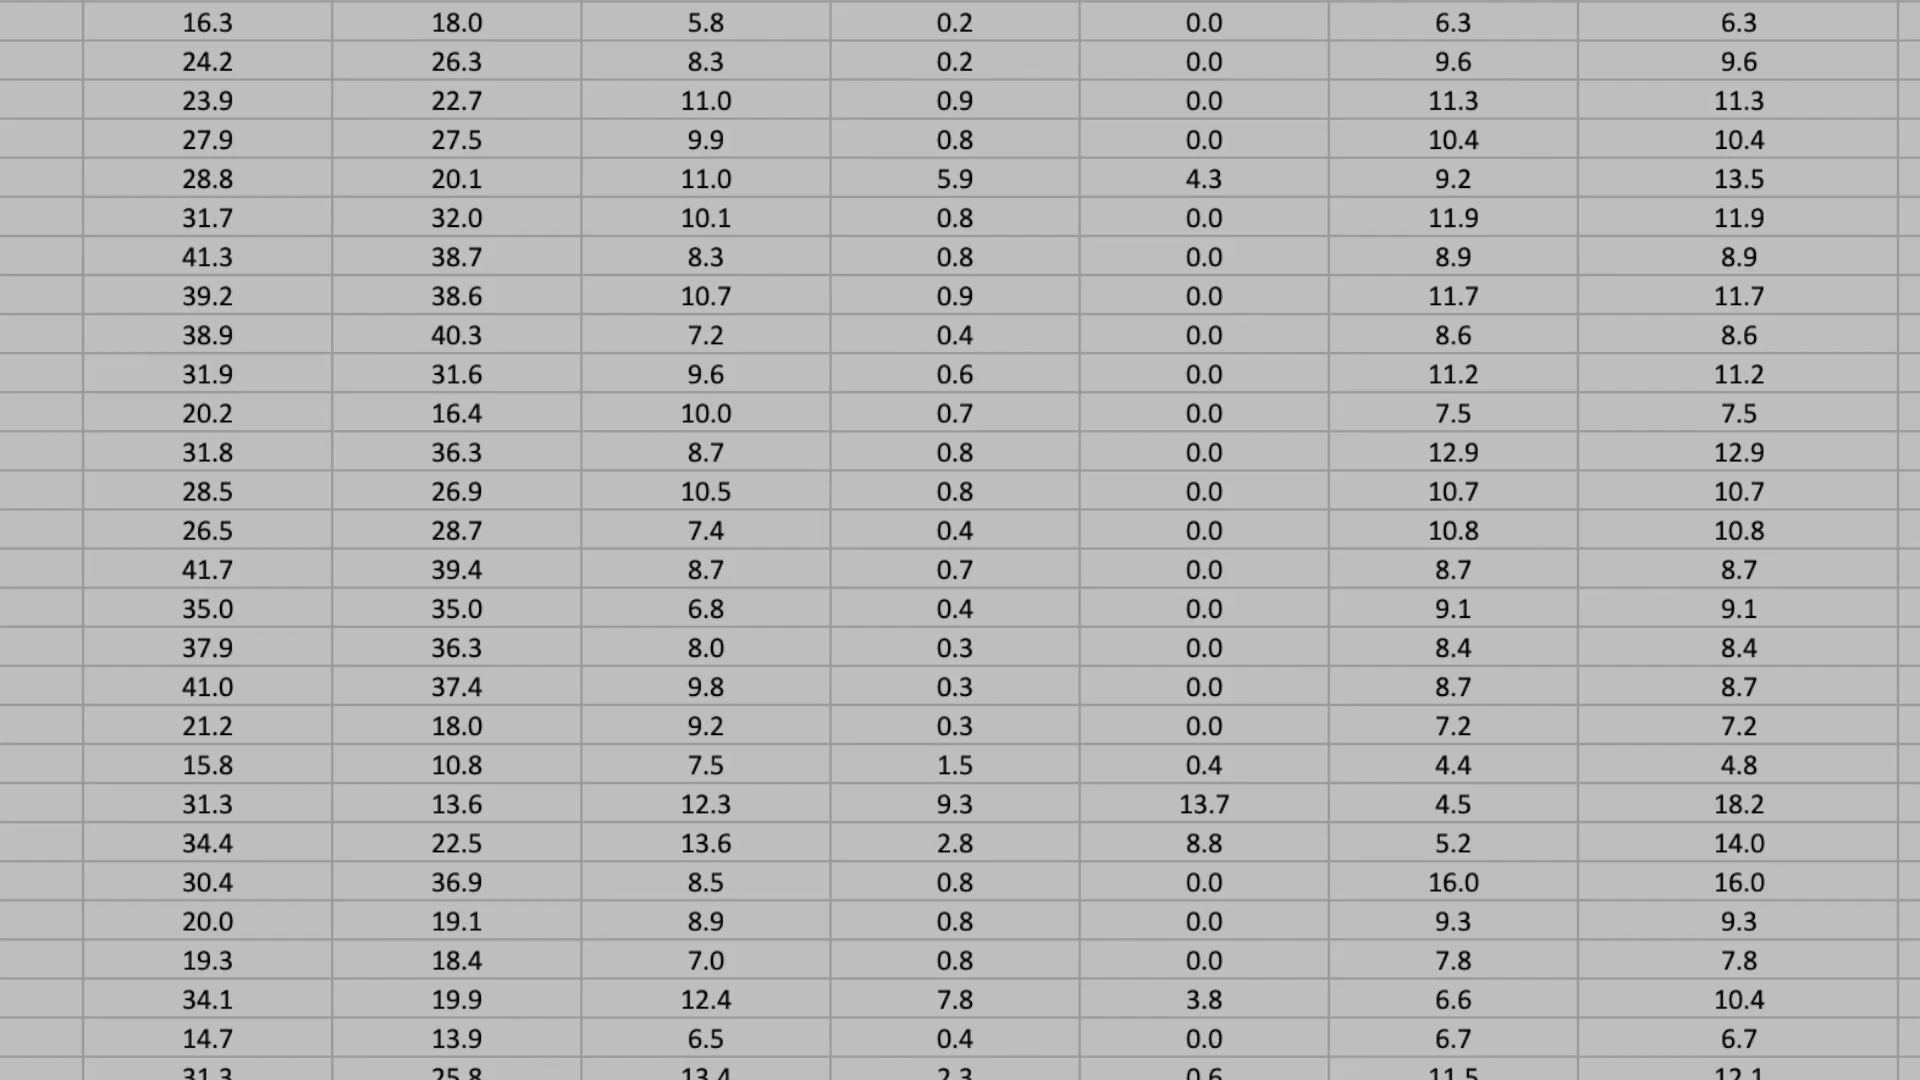 16.3 18.0 5.8 0.2 0.0 6.3 6.3
24.2 26.3 8.3 0.2 0.0 9.6 9.6
23.9 22.7 11.0 0.9 0.0 11.3 11.3
27.9 27.5 9.9 0.8 0.0 10.4 10.4
28.8 20.1 11.0 5.9 4.3 9.2 13.5
31.7 32.0 10.1 0.8 0.0 11.9 11.9
41.3 38.7 8.3 0.8 0.0 8.9 8.9
39.2 38.6 10.7 0.9 0.0 11.7 11.7
38.9 40.3 7.2 0.4 0.0 8.6 8.6
31.9 31.6 9.6 0.6 0.0 11.2 11.2
20.2 16.4 10.0 0.7 0.0 7.5 7.5
31.8 36.3 8.7 0.8 0.0 12.9 12.9
28.5 26.9 10.5 0.8 0.0 10.7 10.7
26.5 28.7 7.4 0.4 0.0 10.8 10.8
41.7 39.4 8.7 0.7 0.0 8.7 8.7
35.0 35.0 6.8 0.4 0.0 9.1 9.1
37.9 36.3 8.0 0.3 0.0 8.4 8.4
41.0 37.4 9.8 0.3 0.0 8.7 8.7
21.2 18.0 9.2 0.3 0.0 7.2 7.2
15.8 10.8 7.5 1.5 0.4 4.4 4.8
31.3 13.6 12.3 9.3 13.7 4.5 18.2
34.4 22.5 13.6 2.8 8.8 5.2 14.0
30.4 36.9 8.5 0.8 0.0 16.0 16.0
20.0 19.1 8.9 0.8 0.0 9.3 9.3
19.3 18.4 7.0 0.8 0.0 7.8 7.8
34.1 19.9 12.4 7.8 3.8 6.6 10.4
14.7 13.9 6.5 0.4 0.0 6.7 6.7
31.3 25.8 13.4 2.3 0.6 11.5 12.1